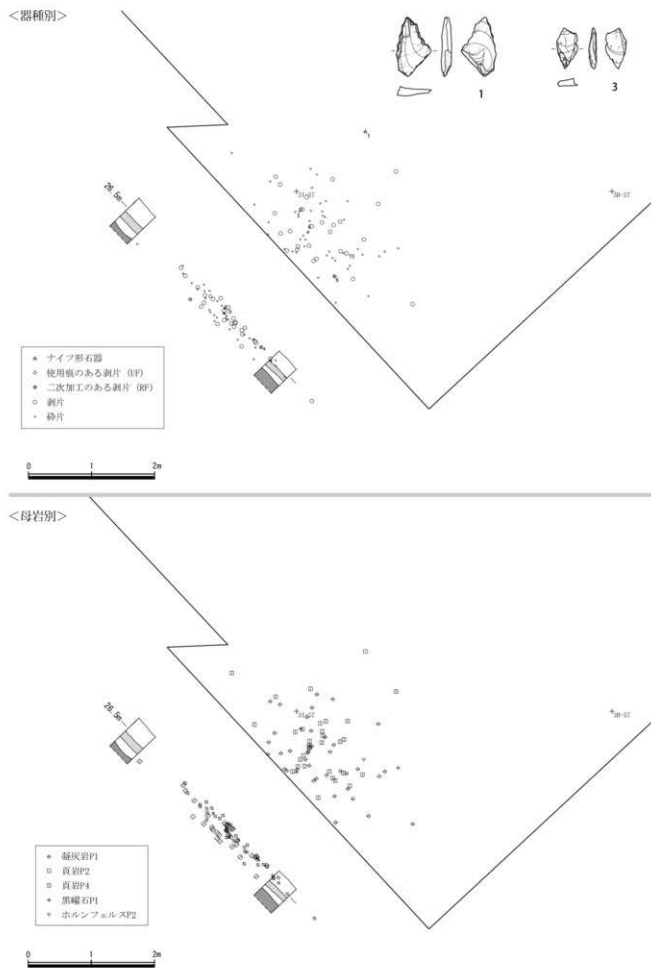 <器種別>
1
3
1
26.5m
3
ナイフ形石器
使用痕のある剥片 (UF)
二次加工のある剥片 (RF)
剥片
砕片
0 1 2m
<母岩別>
26.5m
凝灰岩P1
頁岩P2
頁岩P4
黒曜石P1
ホルンフェルスP2
0 1 2m